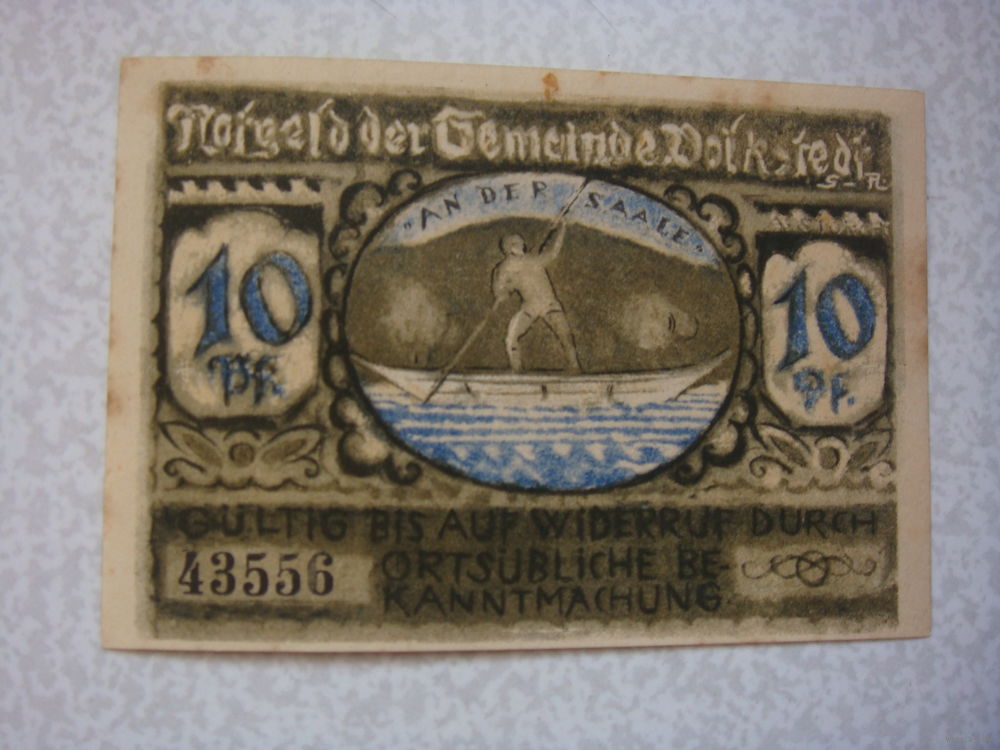 Notgeld der Gemeinde Volkstedt
S-R.
"AN DER SAALE"
10
Pf.
10
Pf.
GÜLTIG BIS AUF WIDERRUF DURCH
ORTSÜBLICHE BE-
KANNTMACHUNG.
43556